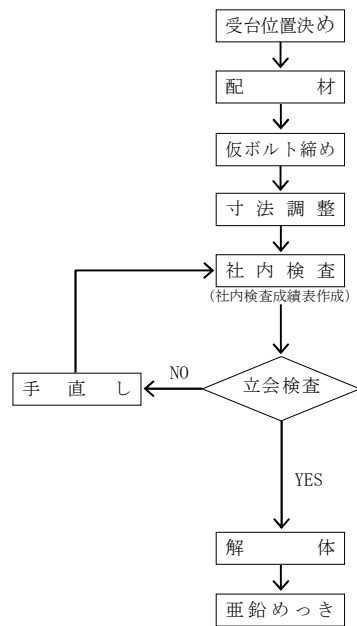 受台位置決め
配材
仮ボルト締め
寸法調整
社内検査
(社内検査成績表作成)
立会検査
NO
手直し
YES
解体
亜鉛めっき